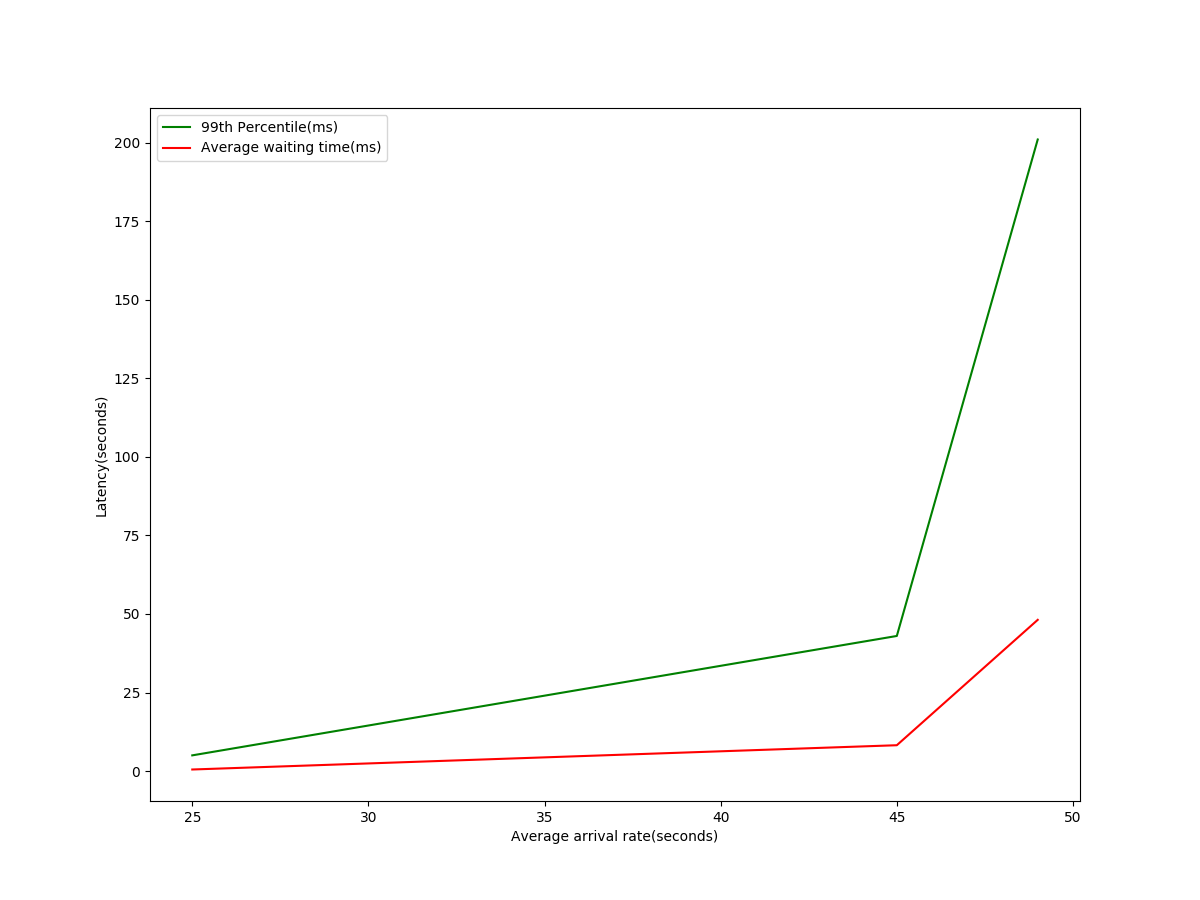 99th Percentile(ms)
Average waiting time(ms)
200
175
150
125
100
75
50
25
0
Latency(seconds)
25 30 35 40 45 50
Average arrival rate(seconds)